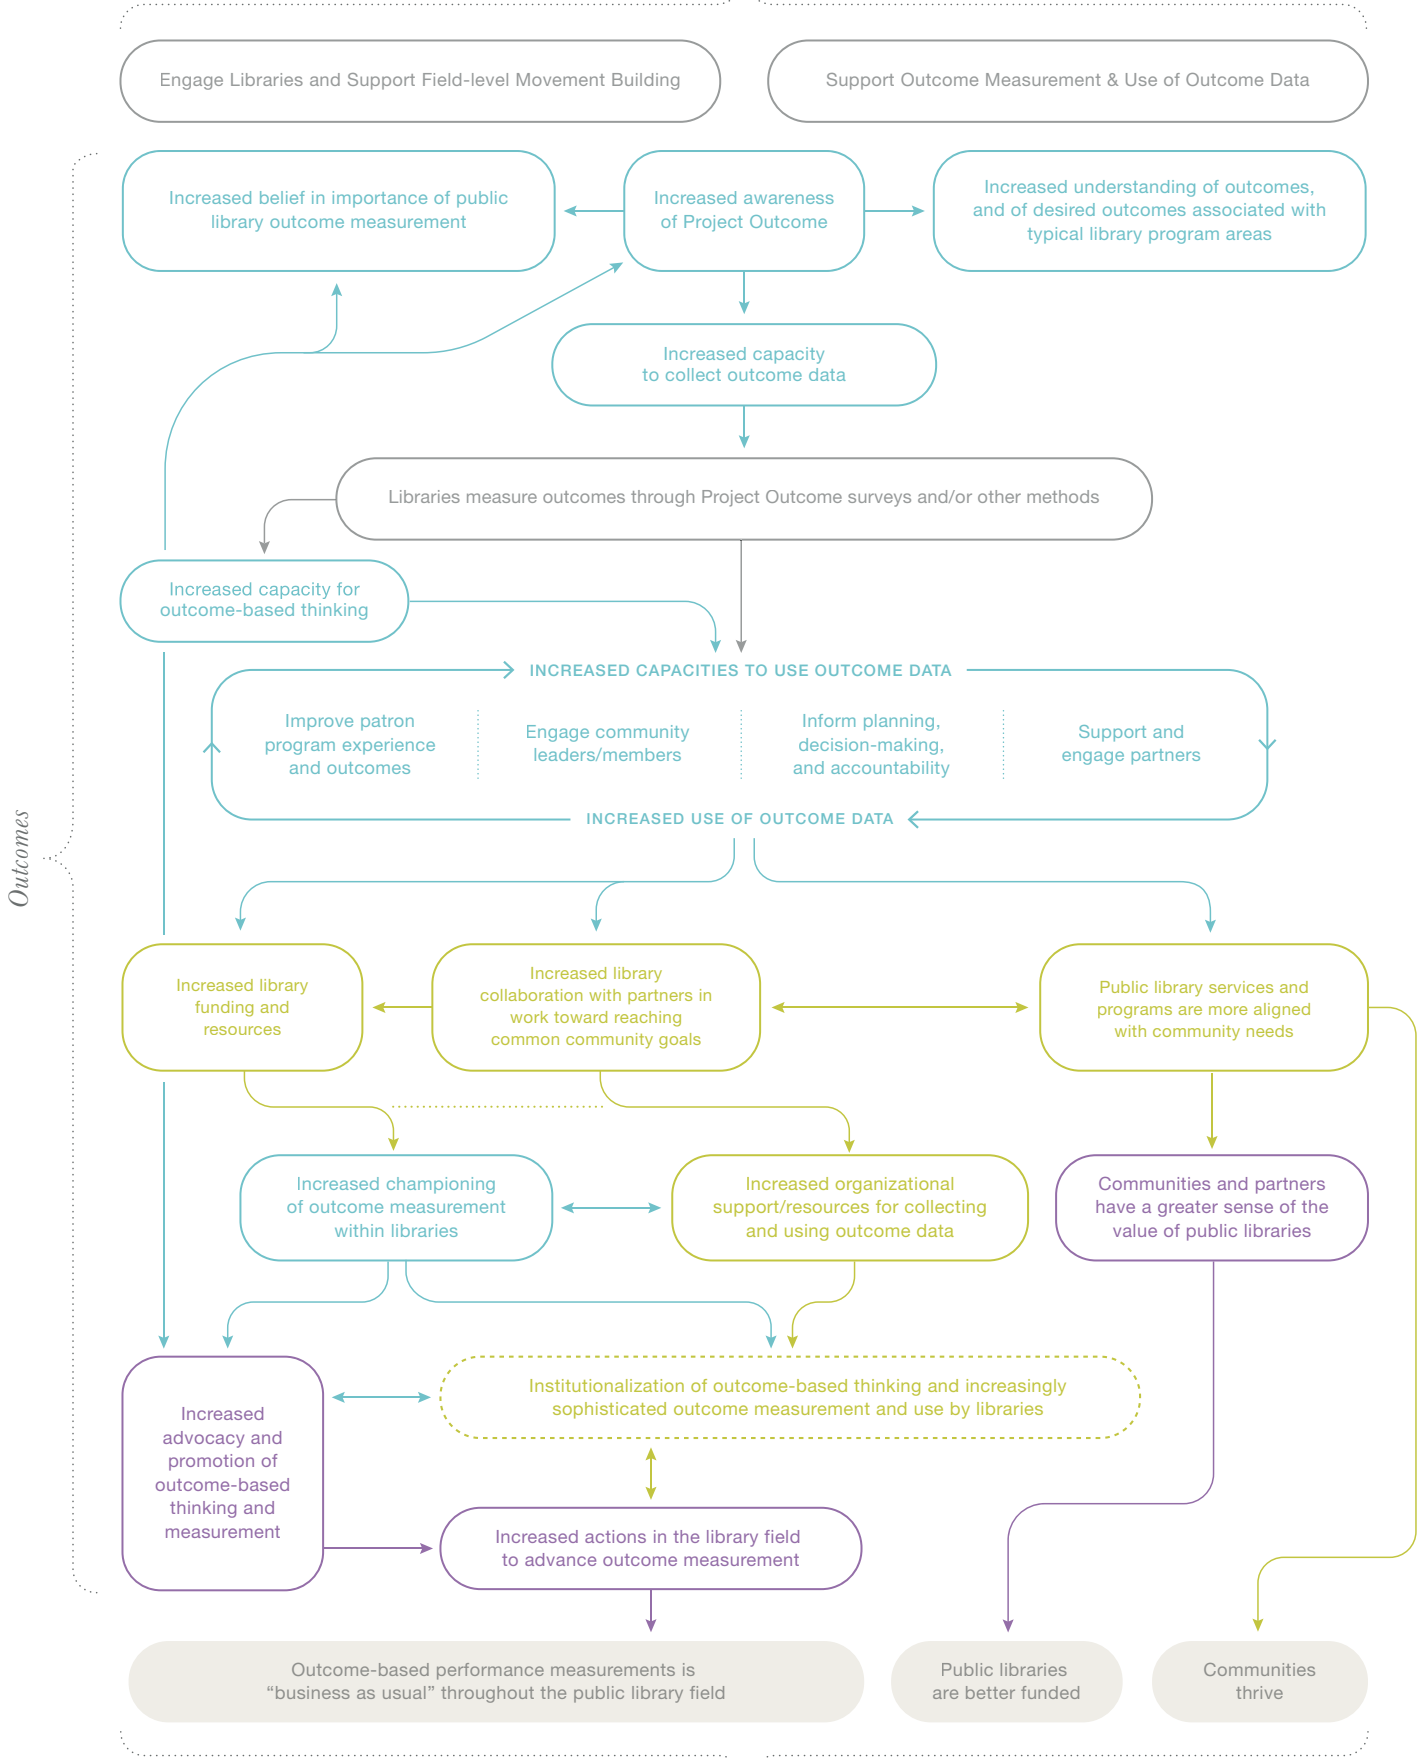 Engage Libraries and Support Field-level Movement Building
Support Outcome Measurement & Use of Outcome Data
Increased belief in importance of public
library outcome measurement
Increased awareness
of Project Outcome
Increased understanding of outcomes,
and of desired outcomes associated with
typical library program areas
Increased capacity
to collect outcome data
Libraries measure outcomes through Project Outcome surveys and/or other methods
Increased capacity for
outcome-based thinking
INCREASED CAPACITIES TO USE OUTCOME DATA
Improve patron
program experience
and outcomes
Engage community
leaders/members
Inform planning,
decision-making,
and accountability
Support and
engage partners
INCREASED USE OF OUTCOME DATA
Outcomes
Increased library
funding and
resources
Increased library
collaboration with partners in
work toward reaching
common community goals
Public library services and
programs are more aligned
with community needs
Increased championing
of outcome measurement
within libraries
Increased organizational
support/resources for collecting
and using outcome data
Communities and partners
have a greater sense of the
value of public libraries
Increased
advocacy and
promotion of
outcome-based
thinking and
measurement
Institutionalization of outcome-based thinking and increasingly
sophisticated outcome measurement and use by libraries
Increased actions in the library field
to advance outcome measurement
Outcome-based performance measurements is
“business as usual” throughout the public library field
Public libraries
are better funded
Communities
thrive